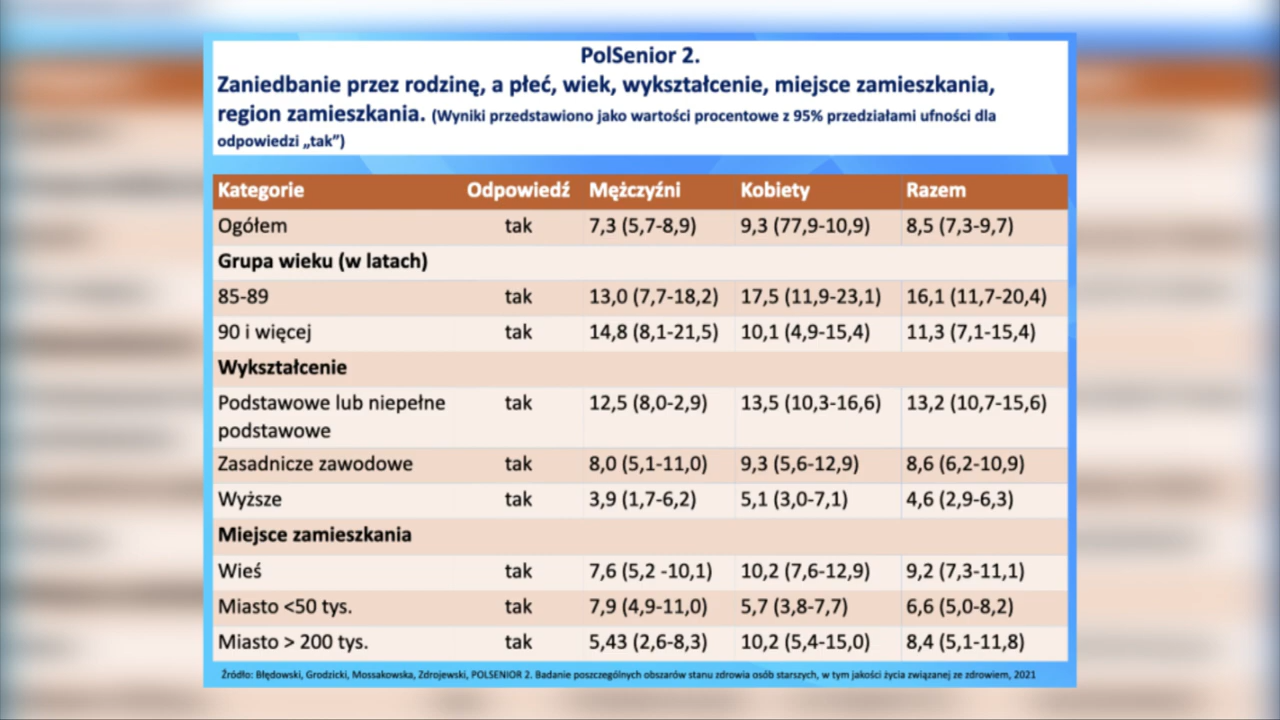 PolSenior 2.
Zaniedbanie przez rodzinę, a płeć, wiek, wykształcenie, miejsce zamieszkania,
region zamieszkania. (Wyniki przedstawiono jako wartości procentowe z 95% przedziałami ufności dla
odpowiedzi „tak”)
Kategorie Odpowiedź Mężczyźni Kobiety Razem
Ogółem tak 7,3 (5,7-8,9) 9,3 (77,9-10,9) 8,5 (7,3-9,7)
Grupa wieku (w latach)
85-89 tak 13,0 (7,7-18,2) 17,5 (11,9-23,1) 16,1 (11,7-20,4)
90 i więcej tak 14,8 (8,1-21,5) 10,1 (4,9-15,4) 11,3 (7,1-15,4)
Wykształcenie
Podstawowe lub niepełne tak 12,5 (8,0-2,9) 13,5 (10,3-16,6) 13,2 (10,7-15,6)
podstawowe
Zasadnicze zawodowe tak 8,0 (5,1-11,0) 9,3 (5,6-12,9) 8,6 (6,2-10,9)
Wyższe tak 3,9 (1,7-6,2) 5,1 (3,0-7,1) 4,6 (2,9-6,3)
Miejsce zamieszkania
Wieś tak 7,6 (5,2 -10,1) 10,2 (7,6-12,9) 9,2 (7,3-11,1)
Miasto <50 tys. tak 7,9 (4,9-11,0) 5,7 (3,8-7,7) 6,6 (5,0-8,2)
Miasto > 200 tys. tak 5,43 (2,6-8,3) 10,2 (5,4-15,0) 8,4 (5,1-11,8)
Źródło: Błędowski, Grodzicki, Mossakowska, Zdrojewski, POLSENIOR 2. Badanie poszczególnych obszarów stanu zdrowia osób starszych, w tym jakości życia związanej ze zdrowiem, 2021